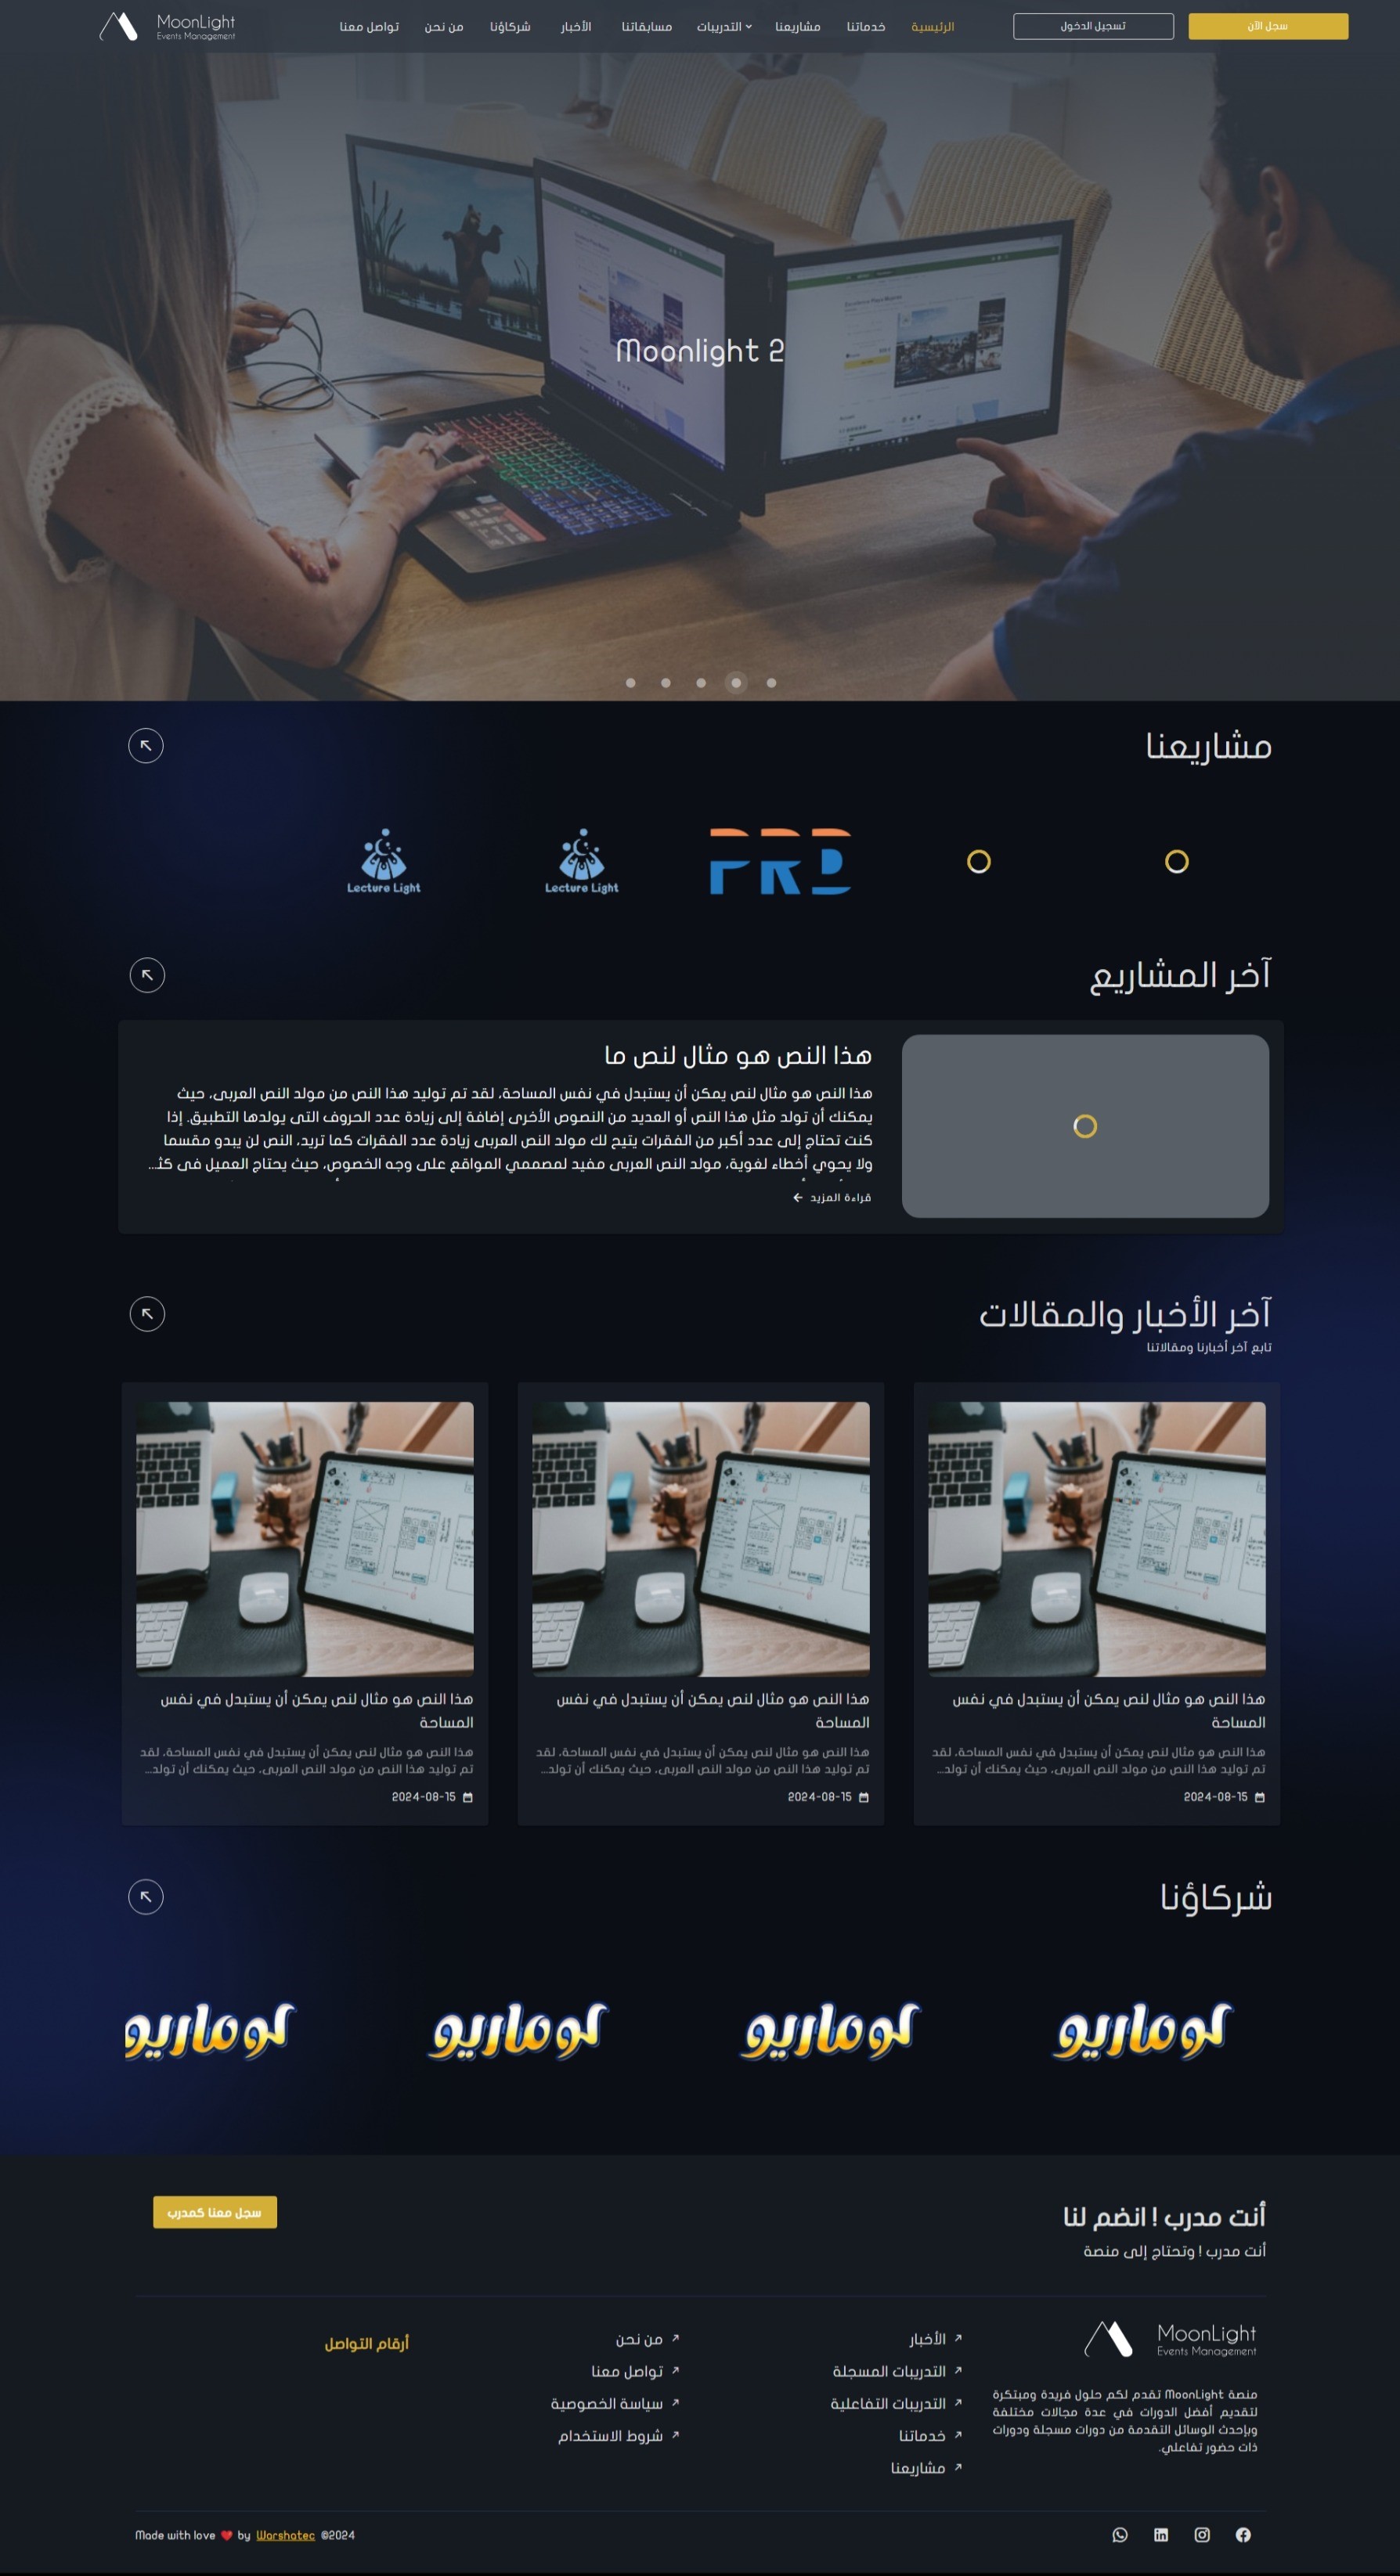 MoonLight
Events Management
سجل الآن
تسجيل الدخول
الرئيسية
خدماتنا
مشاريعنا
التدريبات
مسابقاتنا
الأخبار
شركاؤنا
من نحن
تواصل معنا
Moonlight 2
مشاريعنا
PRD
Lecture Light
Lecture Light
آخر المشاريع
هذا النص هو مثال لنص ما
هذا النص هو مثال لنص يمكن أن يستبدل في نفس المساحة، لقد تم توليد هذا النص من مولد النص العربى، حيث
يمكنك أن تولد مثل هذا النص أو العديد من النصوص الأخرى إضافة إلى زيادة عدد الحروف التى يولدها التطبيق. إذا
كنت تحتاج إلى عدد أكبر من الفقرات يتيح لك مولد النص العربى زيادة عدد الفقرات كما تريد، النص لن يبدو مقسما
ولا يحوي أخطاء لغوية، مولد النص العربى مفيد لمصممي المواقع على وجه الخصوص، حيث يحتاج العميل فى كثـ...
قراءة المزيد
آخر الأخبار والمقالات
تابع آخر أخبارنا ومقالاتنا
هذا النص هو مثال لنص يمكن أن يستبدل في نفس
المساحة
هذا النص هو مثال لنص يمكن أن يستبدل في نفس المساحة، لقد
تم توليد هذا النص من مولد النص العربى، حيث يمكنك أن تولد...
2024-08-15
هذا النص هو مثال لنص يمكن أن يستبدل في نفس
المساحة
هذا النص هو مثال لنص يمكن أن يستبدل في نفس المساحة، لقد
تم توليد هذا النص من مولد النص العربى، حيث يمكنك أن تولد...
2024-08-15
هذا النص هو مثال لنص يمكن أن يستبدل في نفس
المساحة
هذا النص هو مثال لنص يمكن أن يستبدل في نفس المساحة، لقد
تم توليد هذا النص من مولد النص العربى، حيث يمكنك أن تولد...
2024-08-15
شركاؤنا
لوماريو
لوماريو
لوماريو
لوماريو
أنت مدرب ! انضم لنا
أنت مدرب ! وتحتاج إلى منصة
سجل معنا كمدرب
MoonLight
Events Management
منصة MoonLight تقدم لكم حلول فريدة ومبتكرة
لتقديم أفضل الدورات في عدة مجالات مختلفة
وبإحدث الوسائل التقدمة من دورات مسجلة ودورات
ذات حضور تفاعلي.
الأخبار
التدريبات المسجلة
التدريبات التفاعلية
خدماتنا
مشاريعنا
من نحن
تواصل معنا
سياسة الخصوصية
شروط الاستخدام
أرقام التواصل
Made with love ❤️ by Warshatec ©2024